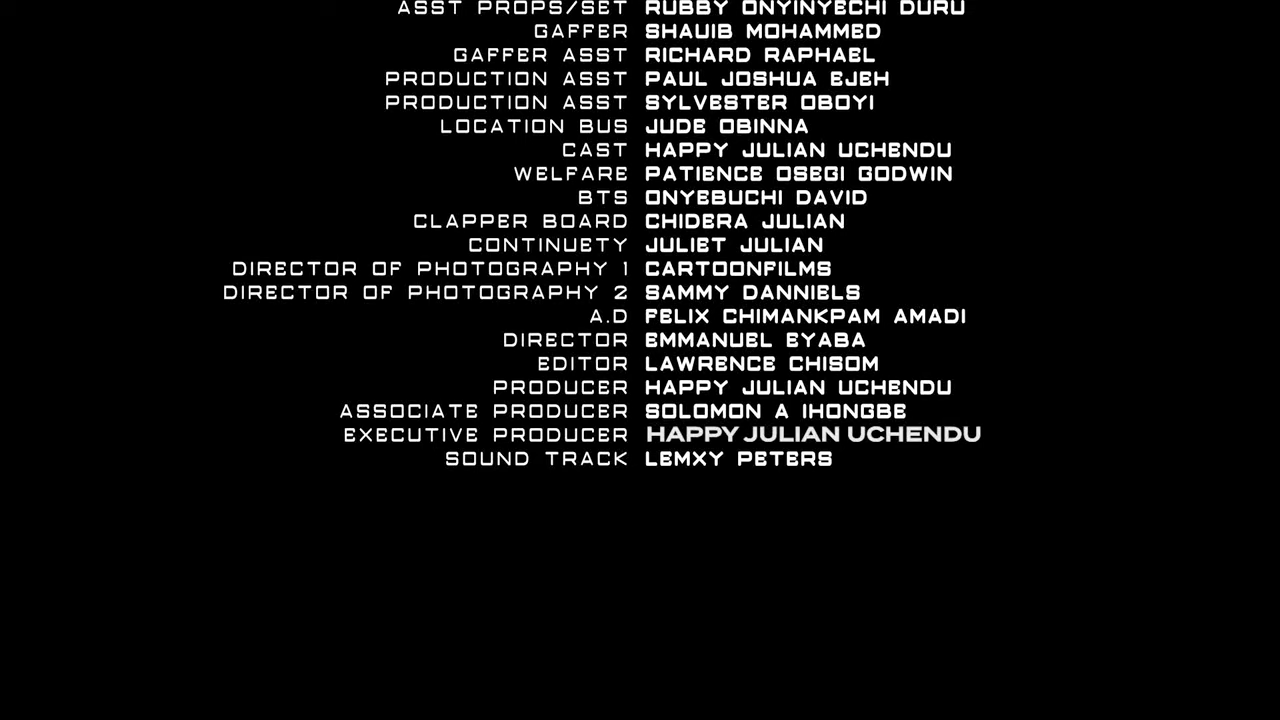 ASST PROPS/SET RUBBY ONYINYECHI DURU
GAFFER SHAUIB MOHAMMED
GAFFER ASST RICHARD RAPHAEL
PRODUCTION ASST PAUL JOSHUA EJEH
PRODUCTION ASST SYLVESTER OBOYI
LOCATION BUS JUDE OBINNA
CAST HAPPY JULIAN UCHENDU
WELFARE PATIENCE OSEGI GODWIN
BTS ONYEBUCHI DAVID
CLAPPER BOARD CHIDERA JULIAN
CONTINUETY JULIET JULIAN
DIRECTOR OF PHOTOGRAPHY 1 CARTOONFILMS
DIRECTOR OF PHOTOGRAPHY 2 SAMMY DANNIELS
A.D FELIX CHIMANKPAM AMADI
DIRECTOR EMMANUEL EYABA
EDITOR LAWRENCE CHISOM
PRODUCER HAPPY JULIAN UCHENDU
ASSOCIATE PRODUCER SOLOMON A IHONGBE
EXECUTIVE PRODUCER HAPPY JULIAN UCHENDU
SOUND TRACK LEMXY PETERS